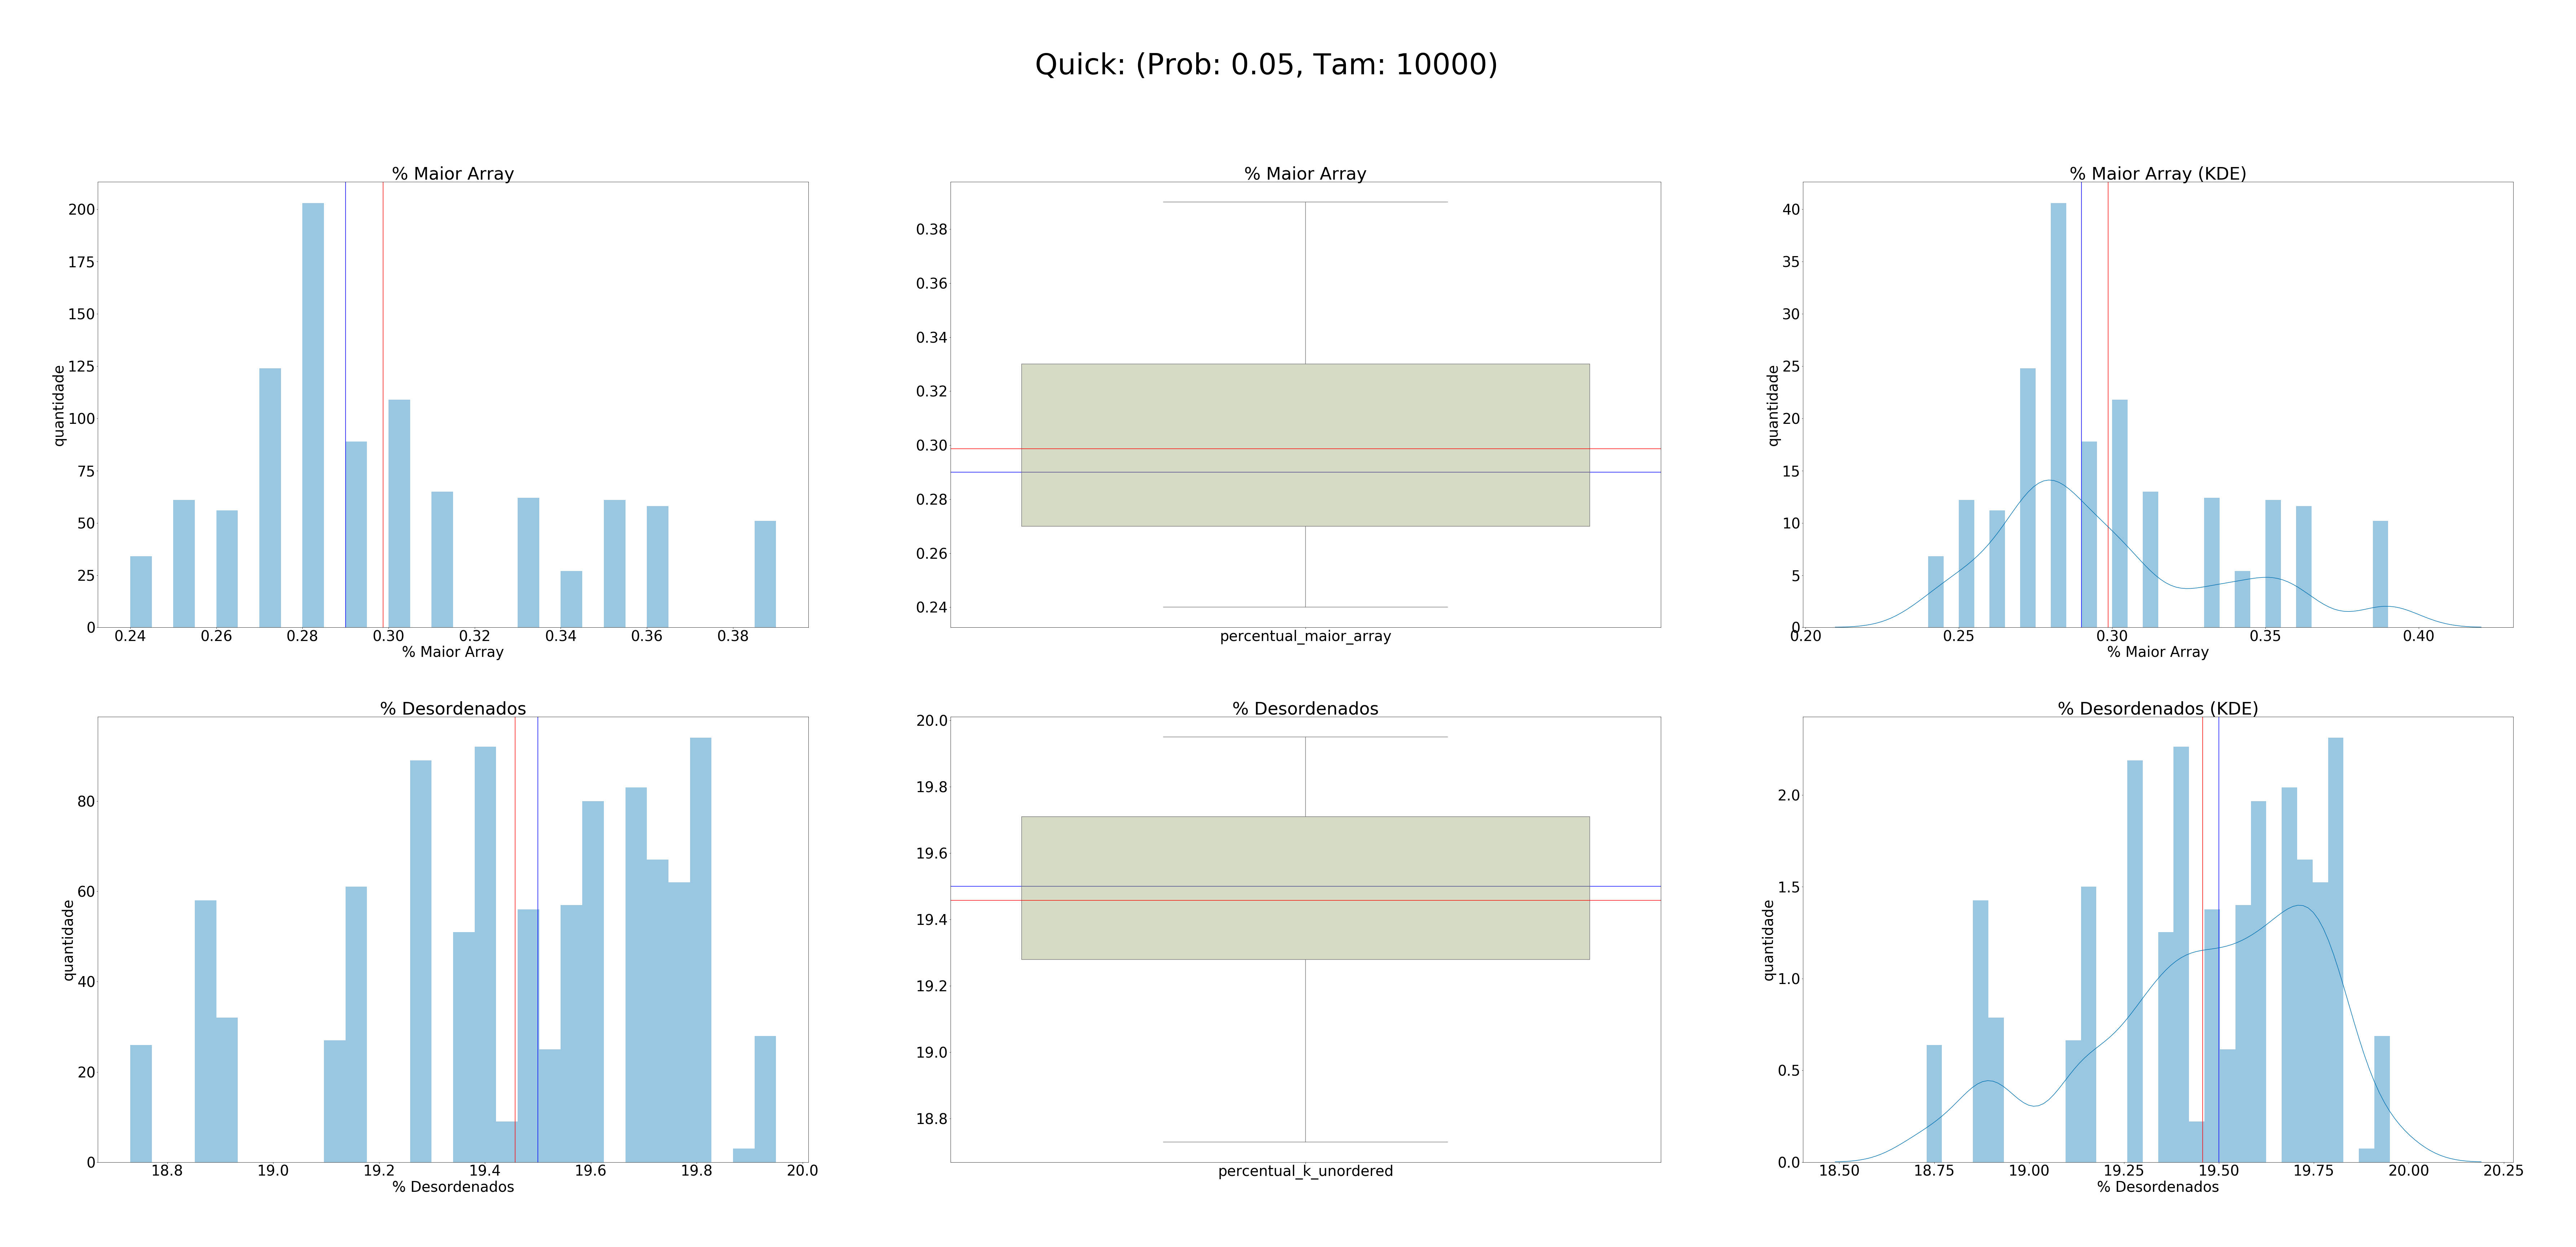 Quick: (Prob: 0.05, Tam: 10000)
% Maior Array
200
175
150
125
100
75
50
25
0
quantidade
0.24 0.26 0.28 0.30 0.32 0.34 0.36 0.38
% Maior Array
% Maior Array
0.38
0.36
0.34
0.32
0.30
0.28
0.26
0.24
percentual_maior_array
% Maior Array (KDE)
40
35
30
25
20
15
10
5
0
quantidade
0.20 0.25 0.30 0.35 0.40
% Maior Array
% Desordenados
80
60
40
20
0
quantidade
18.8 19.0 19.2 19.4 19.6 19.8 20.0
% Desordenados
% Desordenados
20.0
19.8
19.6
19.4
19.2
19.0
18.8
percentual_k_unordered
% Desordenados (KDE)
2.0
1.5
1.0
0.5
0.0
quantidade
18.50 18.75 19.00 19.25 19.50 19.75 20.00 20.25
% Desordenados